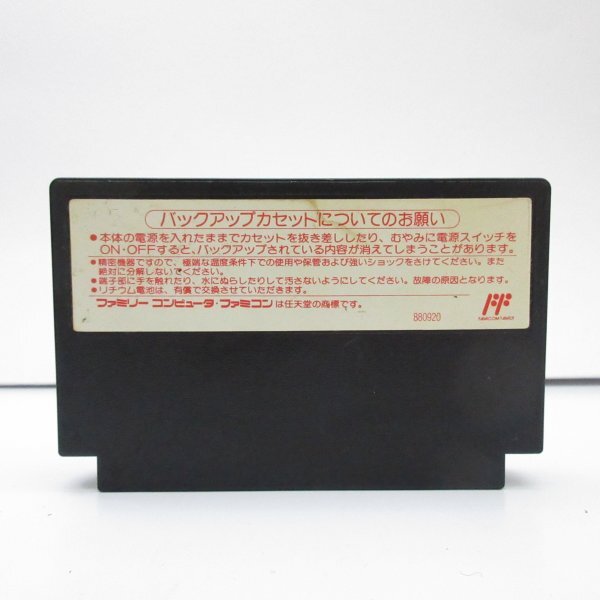 バックアップカセットについてのお願い
●本体の電源を入れたままでカセットを抜き差ししたり、むやみに電源スイッチを
ON・OFFすると、バックアップされている内容が消えてしまうことがあります。
●精密機器ですので、極端な温度条件下での使用や保管および強いショックをさけてください。また
絶対に分解しないでください。
●端子部に手を触れたり、水にぬらしたりして汚さないようにしてください。故障の原因となります。
●リチウム電池は、有償で交換させていただきます。
ファミリー コンピュータ・ファミコンは任天堂の商標です。
880920
FAMICOM FAMILY